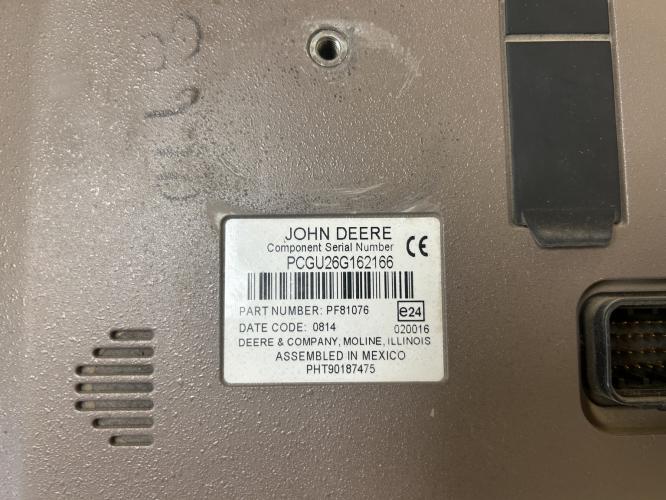 JOHN DEERE
Component Serial Number
CE
PCGU26G162166
PART NUMBER: PF81076
e24
DATE CODE: 0814
020016
DEERE & COMPANY, MOLINE, ILLINOIS
ASSEMBLED IN MEXICO
PHT90187475